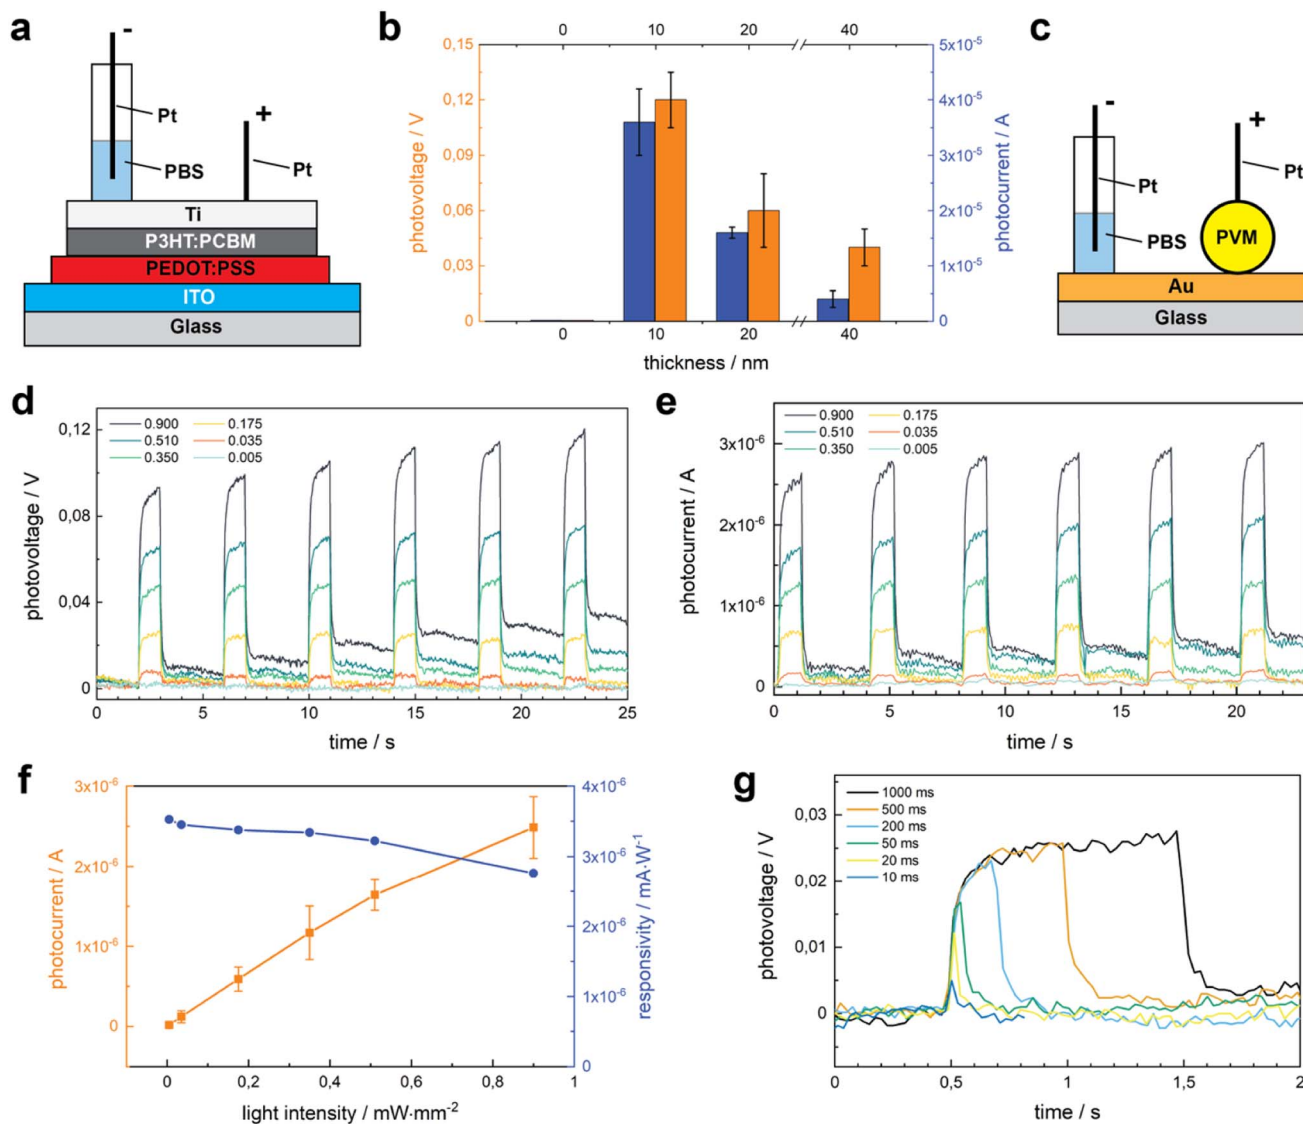 a
-
Pt
+
PBS
Pt
Ti
P3HT:PCBM
PEDOT:PSS
ITO
Glass
b
0 10 20 40
0,15 5x10⁻⁵
0,12 4x10⁻⁵
0,09 3x10⁻⁵
0,06 2x10⁻⁵
0,03 1x10⁻⁵
0 0
photovoltage / V
photocurrent / A
0 10 20 40
thickness / nm
c
-
+
Pt
Pt
PBS
PVM
Au
Glass
d
0.900 0.175
0.510 0.035
0.350 0.005
0,12
0,08
0,04
0
photovoltage / V
0 5 10 15 20 25
time / s
e
0.900 0.175
0.510 0.035
0.350 0.005
3x10⁻⁶
2x10⁻⁶
1x10⁻⁶
0
photocurrent / A
0 5 10 15 20
time / s
f
3x10⁻⁶ 4x10⁻⁶
2x10⁻⁶ 3x10⁻⁶
1x10⁻⁶ 2x10⁻⁶
0 1x10⁻⁶
0
photocurrent / A
responsivity / mA·W⁻¹
0 0,2 0,4 0,6 0,8 1
light intensity / mW·mm⁻²
g
1000 ms
500 ms
200 ms
50 ms
20 ms
10 ms
0,03
0,02
0,01
0
photovoltage / V
0 0,5 1 1,5 2
time / s